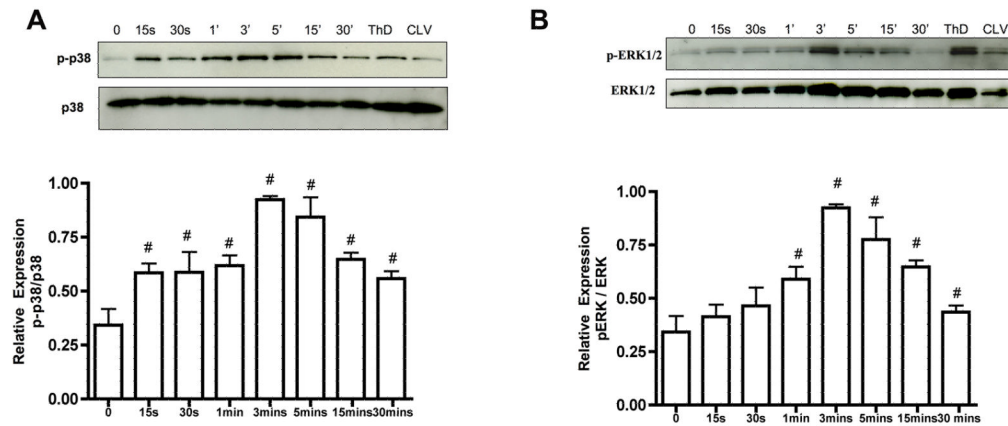 A
0 15s 30s 1' 3' 5' 15' 30' ThD CLV
p-p38
p38
Relative Expression
p-p38/p38
1.00
0.75
0.50
0.25
0.00
# # # # # # #
0 15s 30s 1min 3mins 5mins 15mins 30mins
B
0 15s 30s 1' 3' 5' 15' 30' ThD CLV
p-ERK1/2
ERK1/2
Relative Expression
pERK / ERK
1.00
0.75
0.50
0.25
0.00
# # # # #
0 15s 30s 1min 3mins 5mins 15mins 30 mins